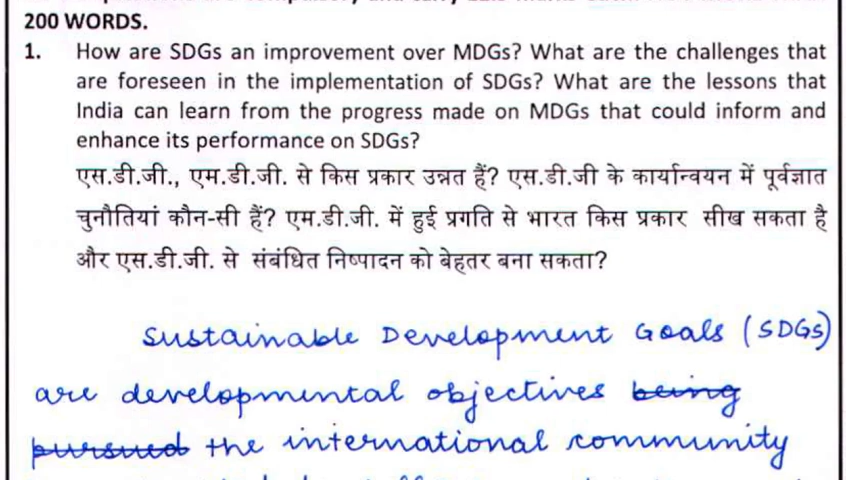 200 WORDS.
1. How are SDGs an improvement over MDGs? What are the challenges that
are foreseen in the implementation of SDGs? What are the lessons that
India can learn from the progress made on MDGs that could inform and
enhance its performance on SDGs?
एस.डी.जी., एम.डी.जी. से किस प्रकार उन्नत हैं? एस.डी.जी के कार्यान्वयन में पूर्वज्ञात
चुनौतियां कौन-सी हैं? एम.डी.जी. में हुई प्रगति से भारत किस प्रकार सीख सकता है
और एस.डी.जी. से संबंधित निष्पादन को बेहतर बना सकता?
Sustainable Development Goals (SDGs)
are developmental objectives being
pursued the international community